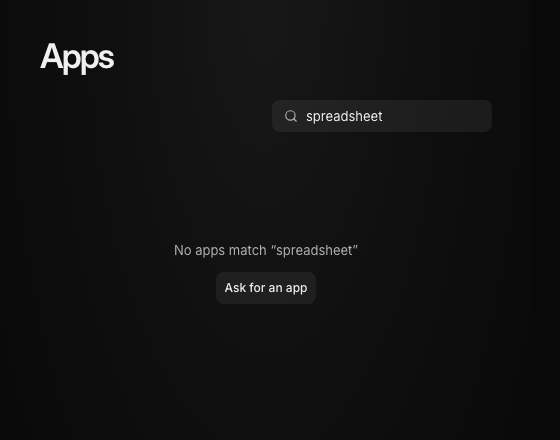 Apps
spreadsheet
No apps match “spreadsheet”
Ask for an app